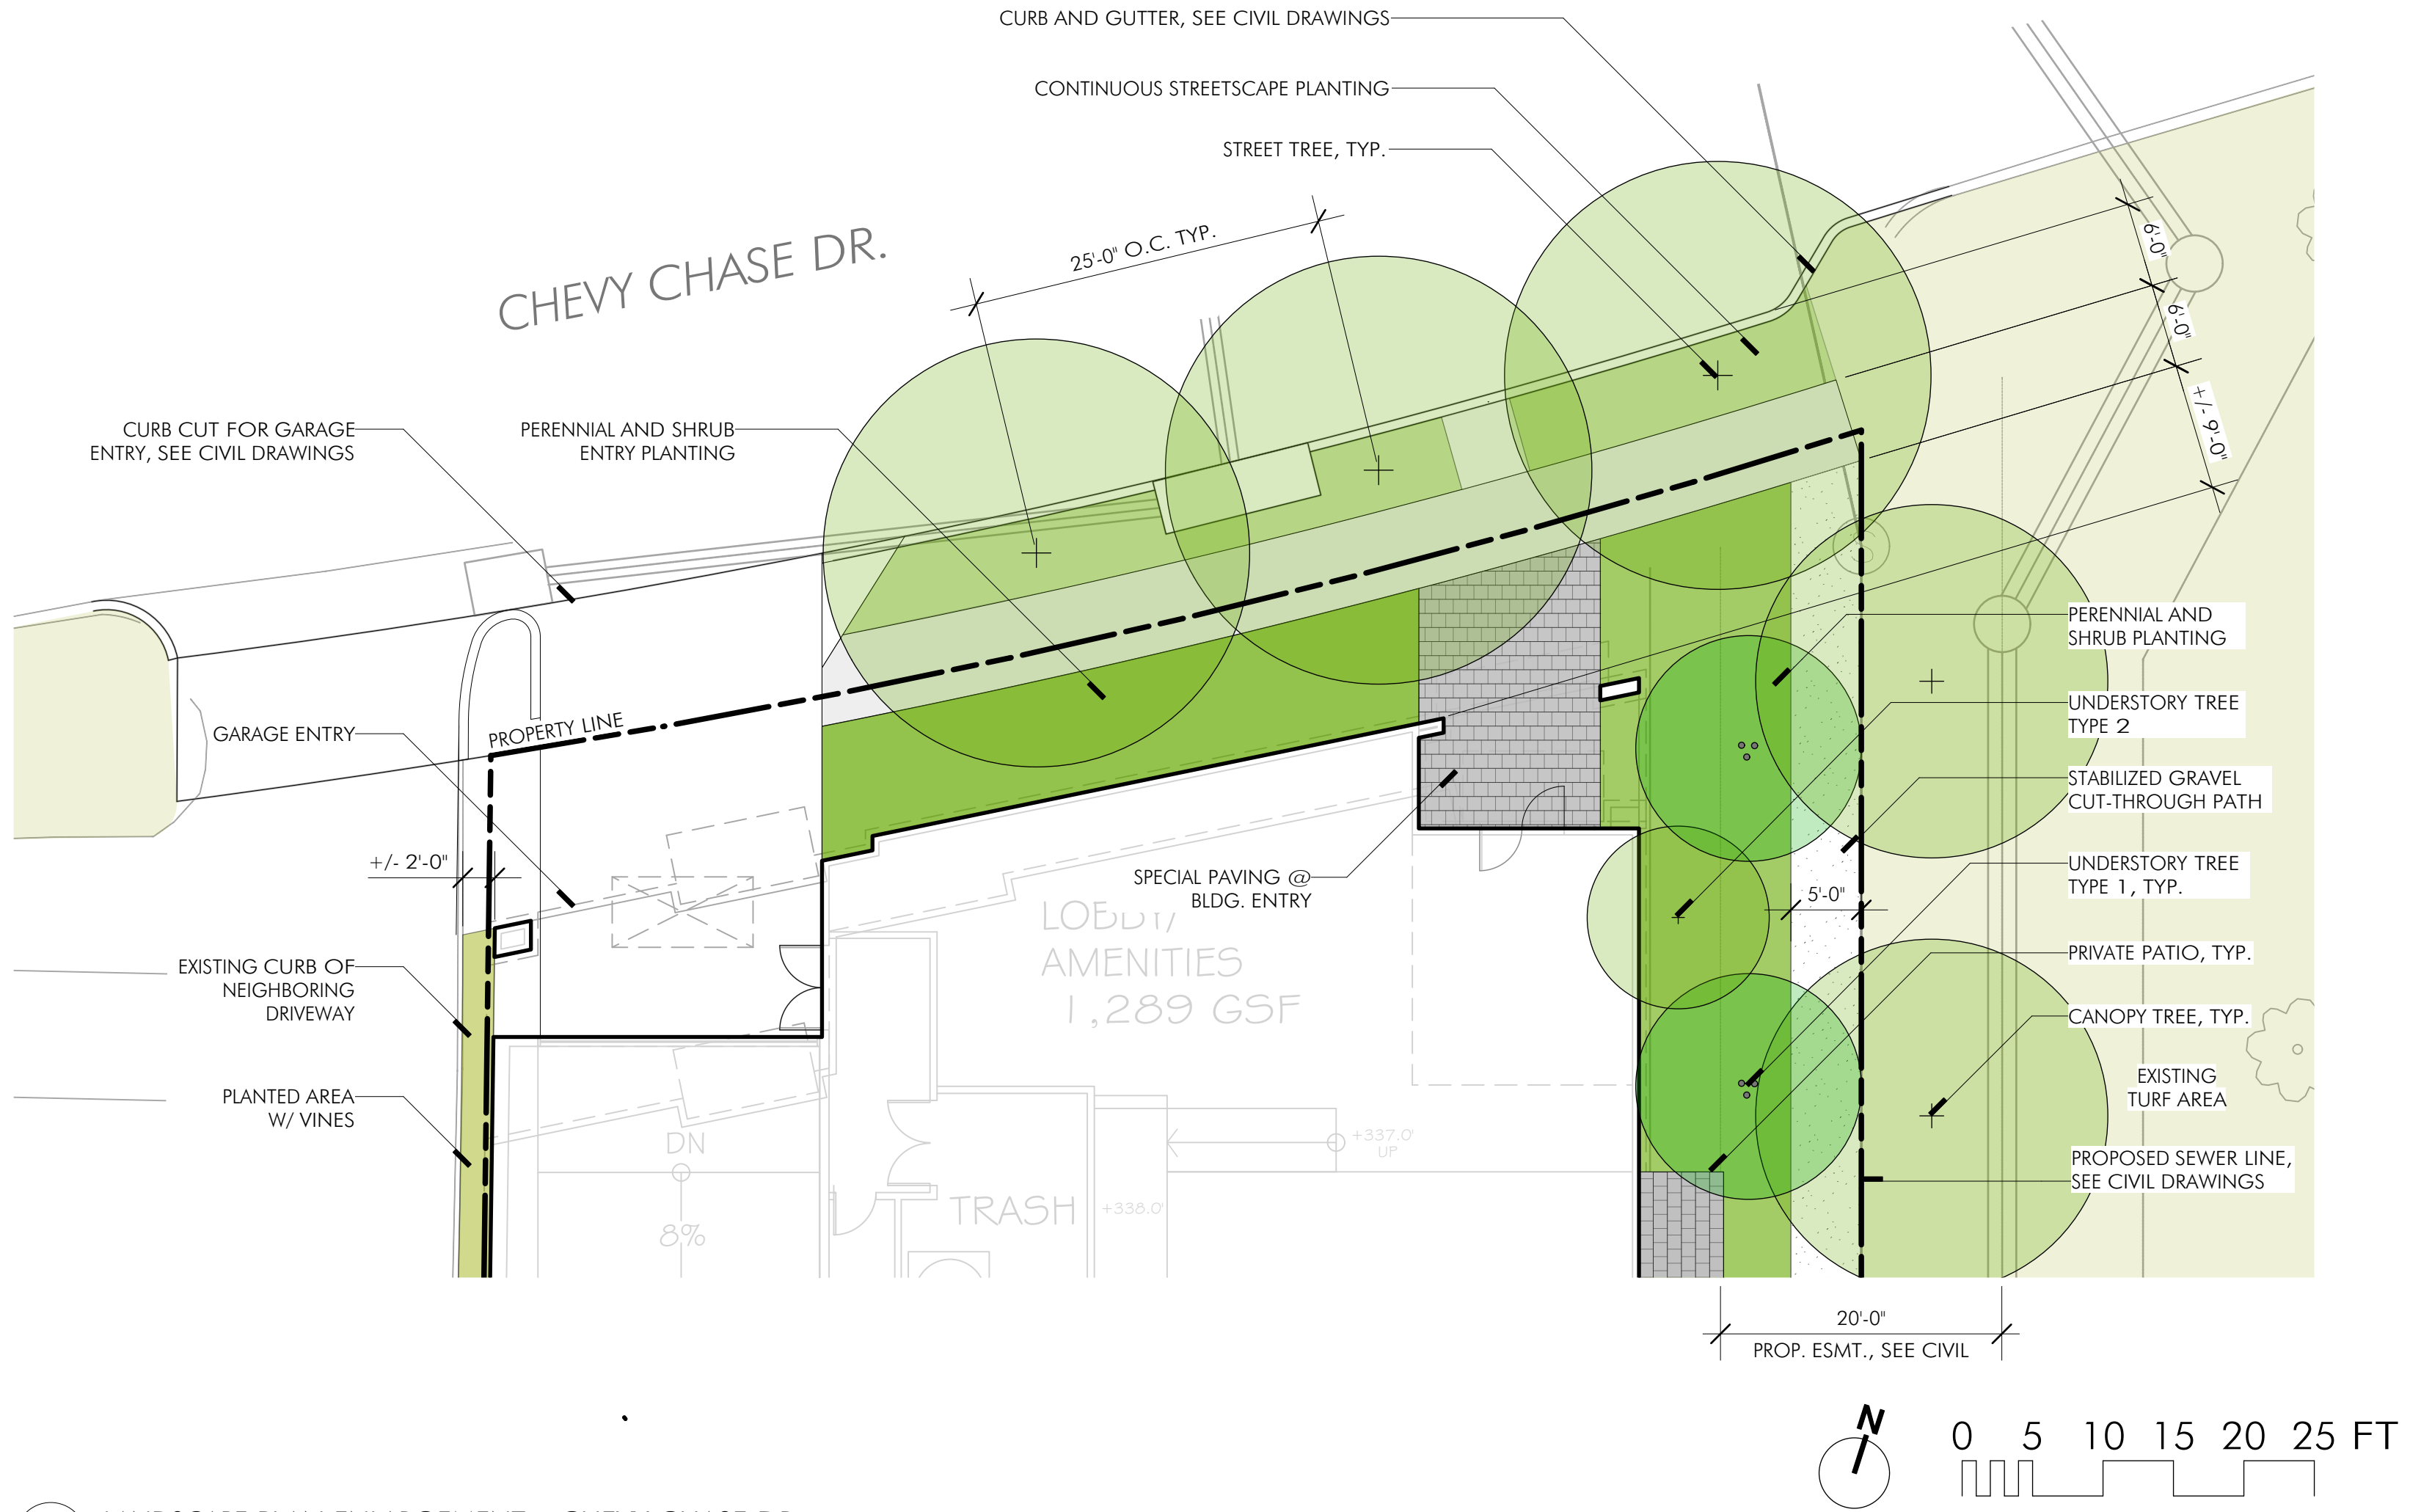 CURB AND GUTTER, SEE CIVIL DRAWINGS
CONTINUOUS STREETSCAPE PLANTING
STREET TREE, TYP.
25'-0" O.C. TYP.
CHEVY CHASE DR.
6'-0"
6'-0"
+/- 9'-0"
CURB CUT FOR GARAGE
ENTRY, SEE CIVIL DRAWINGS
PERENNIAL AND SHRUB
ENTRY PLANTING
GARAGE ENTRY
PROPERTY LINE
+/- 2'-0"
EXISTING CURB OF
NEIGHBORING
DRIVEWAY
PLANTED AREA
W/ VINES
SPECIAL PAVING @
BLDG. ENTRY
LOBBY/
AMENITIES
1,289 GSF
DN
8%
TRASH
+338.0'
+337.0'
UP
PERENNIAL AND
SHRUB PLANTING
UNDERSTORY TREE
TYPE 2
STABILIZED GRAVEL
CUT-THROUGH PATH
UNDERSTORY TREE
TYPE 1, TYP.
5'-0"
PRIVATE PATIO, TYP.
CANOPY TREE, TYP.
EXISTING
TURF AREA
PROPOSED SEWER LINE,
SEE CIVIL DRAWINGS
20'-0"
PROP. ESMT., SEE CIVIL
N
0 5 10 15 20 25 FT